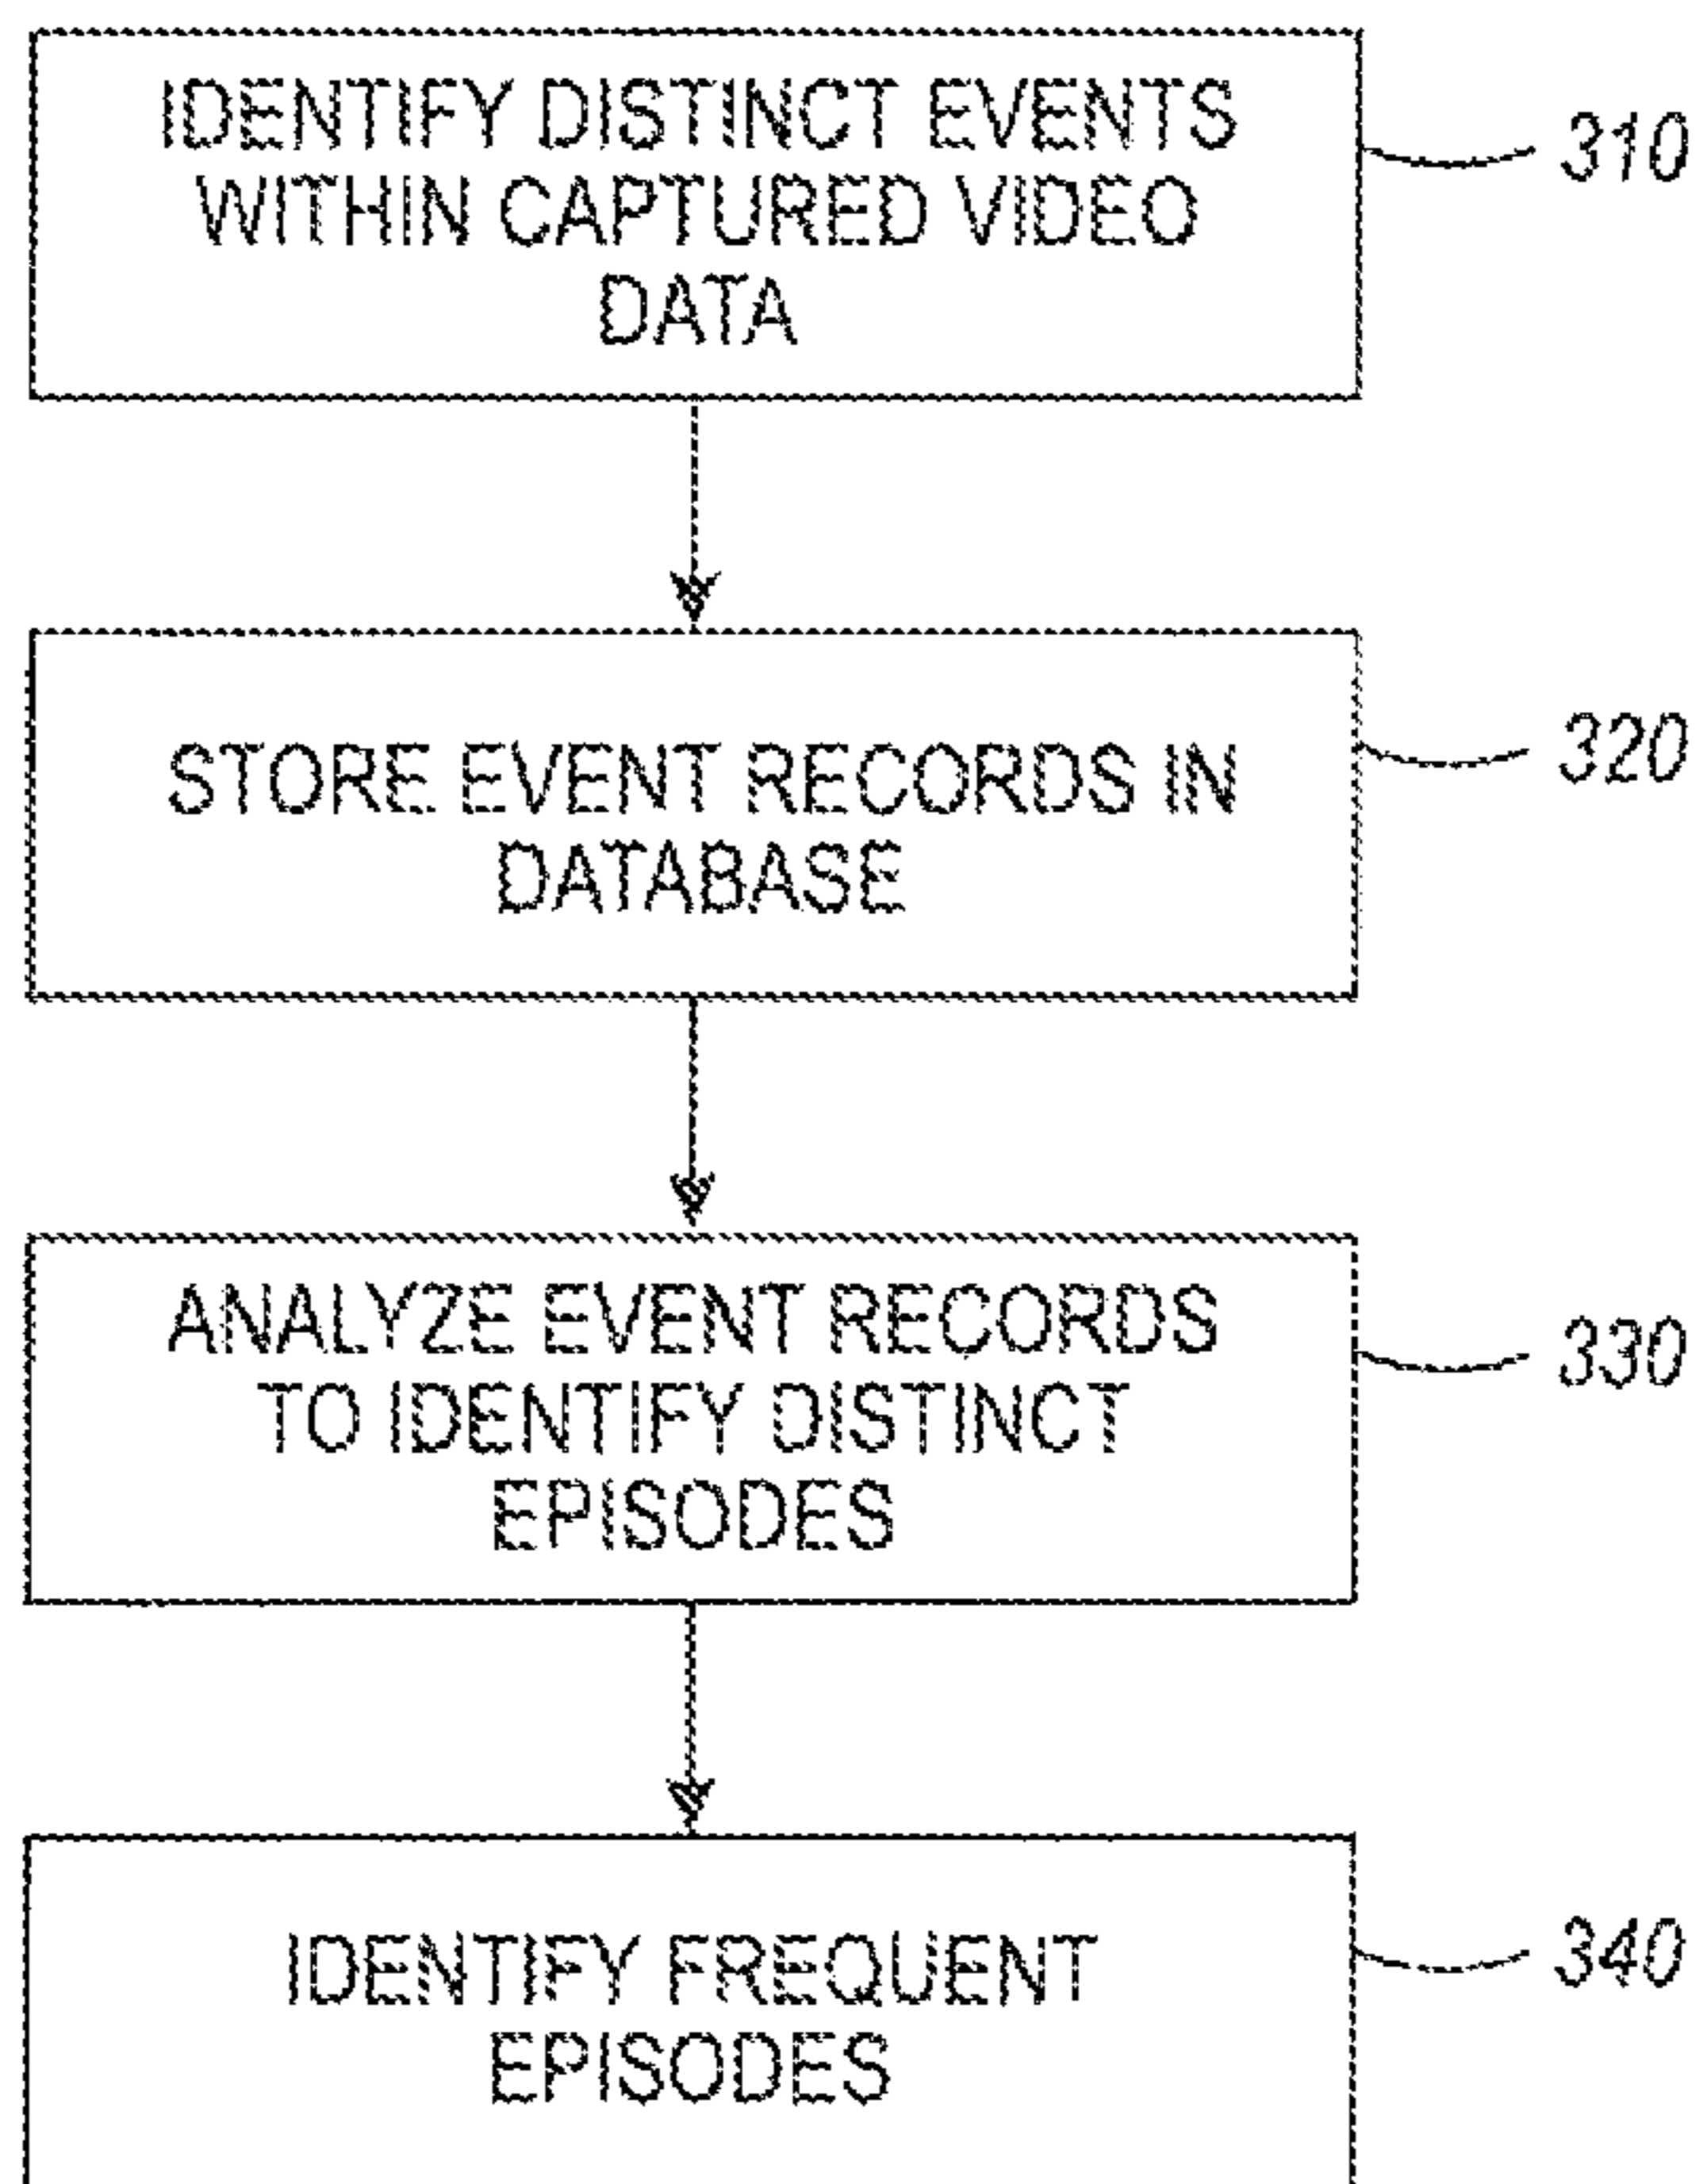 IDENTIFY DISTINCT EVENTS
WITHIN CAPTURED VIDEO
DATA
310
STORE EVENT RECORDS IN
DATABASE
320
ANALYZE EVENT RECORDS
TO IDENTIFY DISTINCT
EPISODES
330
IDENTIFY FREQUENT
EPISODES
340